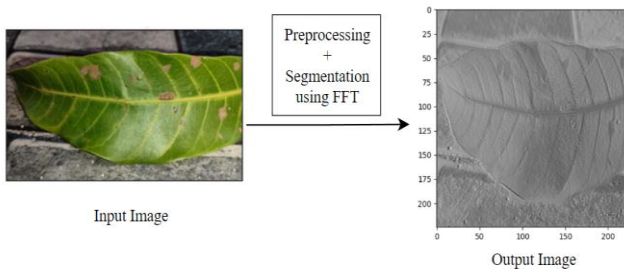 Preprocessing
+
Segmentation
using FFT
Input Image
0
25
50
75
100
125
150
175
200
0 50 100 150 200
Output Image